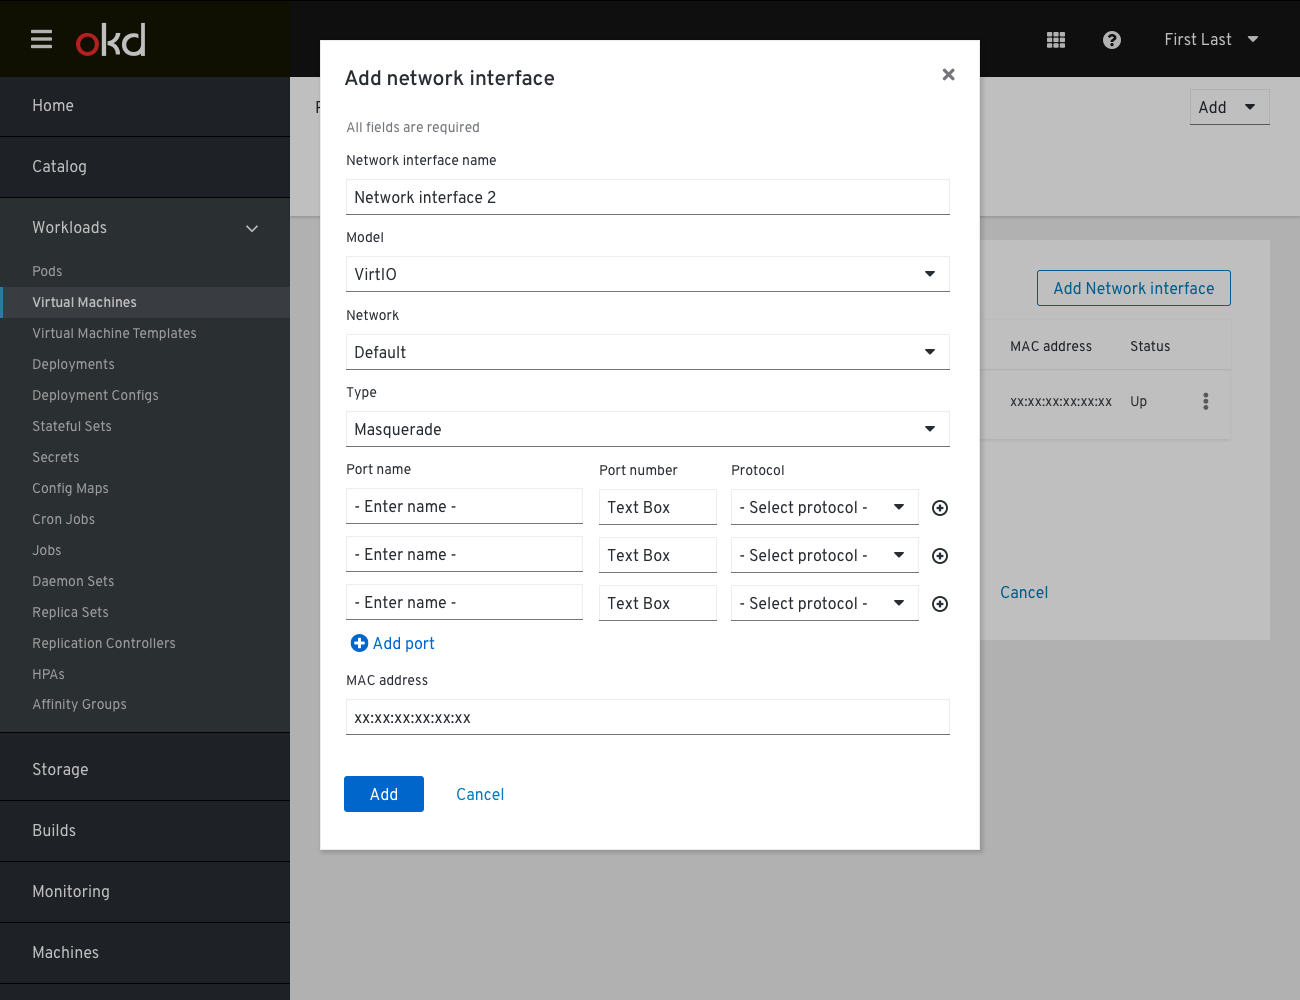 okd
First Last
Home
Catalog
Workloads
Pods
Virtual Machines
Virtual Machine Templates
Deployments
Deployment Configs
Stateful Sets
Secrets
Config Maps
Cron Jobs
Jobs
Daemon Sets
Replica Sets
Replication Controllers
HPAs
Affinity Groups
Storage
Builds
Monitoring
Machines
Add network interface
All fields are required
Network interface name
Network interface 2
Model
VirtIO
Network
Default
Type
Masquerade
Port name Port number Protocol
- Enter name - Text Box - Select protocol -
- Enter name - Text Box - Select protocol -
- Enter name - Text Box - Select protocol -
Add port
MAC address
xx:xx:xx:xx:xx:xx
Add Cancel
Add
Add Network interface
MAC address Status
xx:xx:xx:xx:xx:xx Up
Cancel